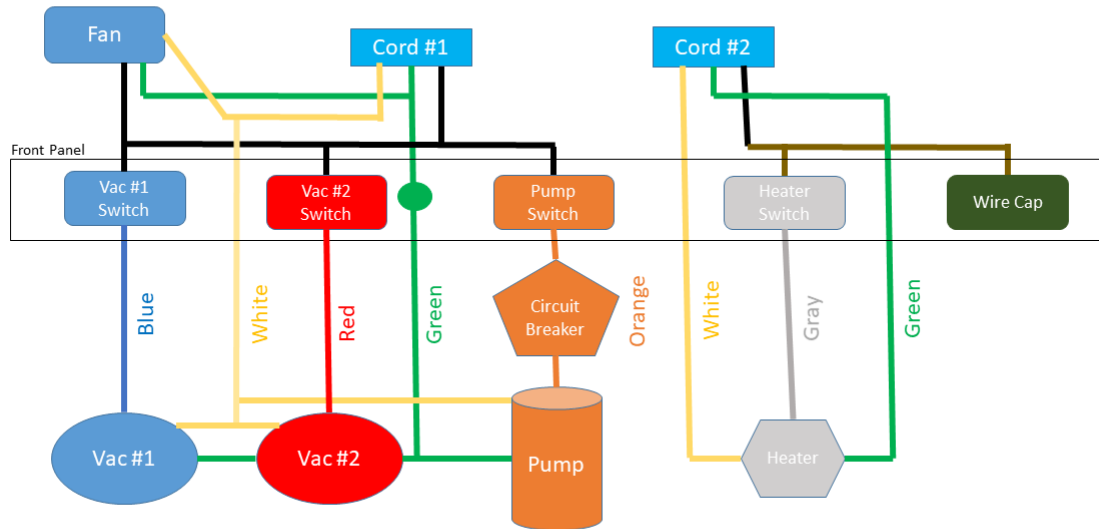 Fan
Cord #1
Cord #2
Front Panel
Vac #1
Switch
Vac #2
Switch
Pump
Switch
Heater
Switch
Wire Cap
Blue
White
Red
Green
Circuit
Breaker
Orange
White
Gray
Green
Vac #1
Vac #2
Pump
Heater